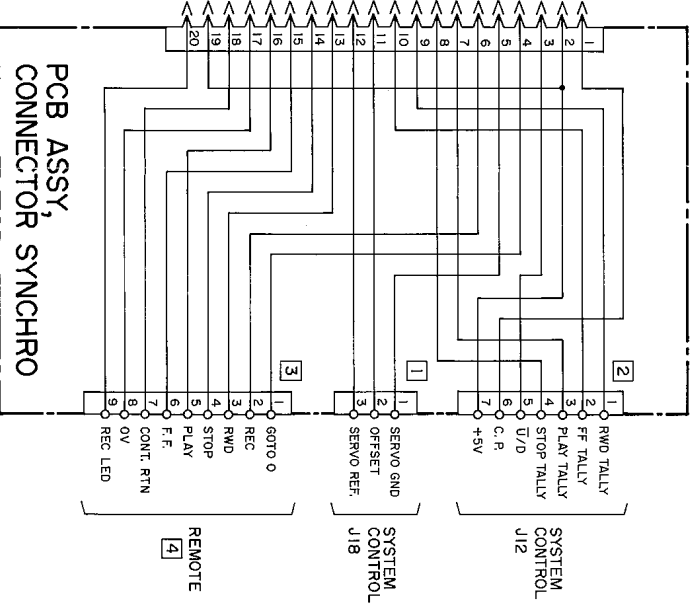 1
2
3
4
5
6
7
8
9
10
11
12
13
14
15
16
17
18
19
20
PCB ASSY,
CONNECTOR SYNCHRO
2
1 RWD TALLY
2 FF TALLY
3 PLAY TALLY
4 STOP TALLY
5 U̅/D
6 C.P.
7 +5V
SYSTEM
CONTROL
J12
1
1 SERVO GND
2 OFFSET
3 SERVO REF.
SYSTEM
CONTROL
J18
3
1 GOTO 0
2 REC
3 RWD
4 STOP
5 PLAY
6 F.F.
7 CONT. RTN
8 0V
9 REC LED
REMOTE
4